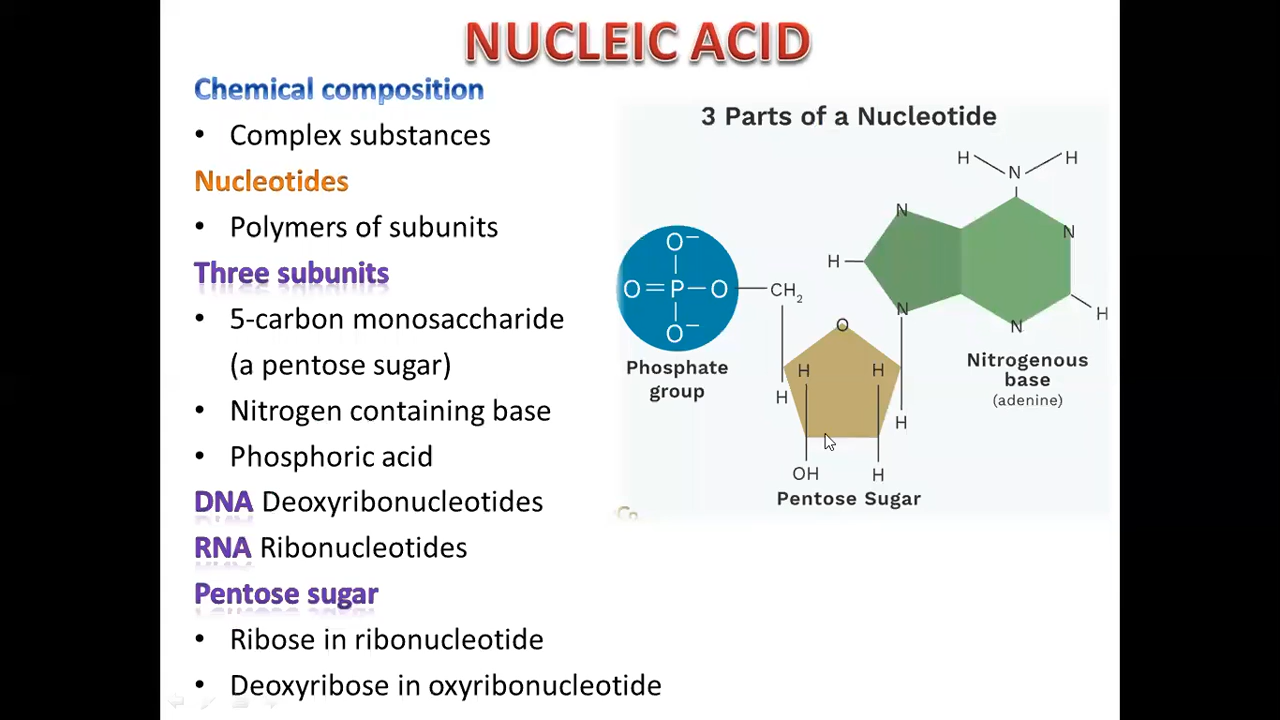 NUCLEIC ACID
Chemical composition
• Complex substances
Nucleotides
• Polymers of subunits
Three subunits
• 5-carbon monosaccharide
(a pentose sugar)
• Nitrogen containing base
• Phosphoric acid
DNA Deoxyribonucleotides
RNA Ribonucleotides
Pentose sugar
• Ribose in ribonucleotide
• Deoxyribose in oxyribonucleotide
3 Parts of a Nucleotide
H H
N
N
N
H
N
H
N
O⁻
O=P—O
O⁻
CH₂
O
H H
H
H
OH H
Phosphate
group
Pentose Sugar
Nitrogenous
base
(adenine)